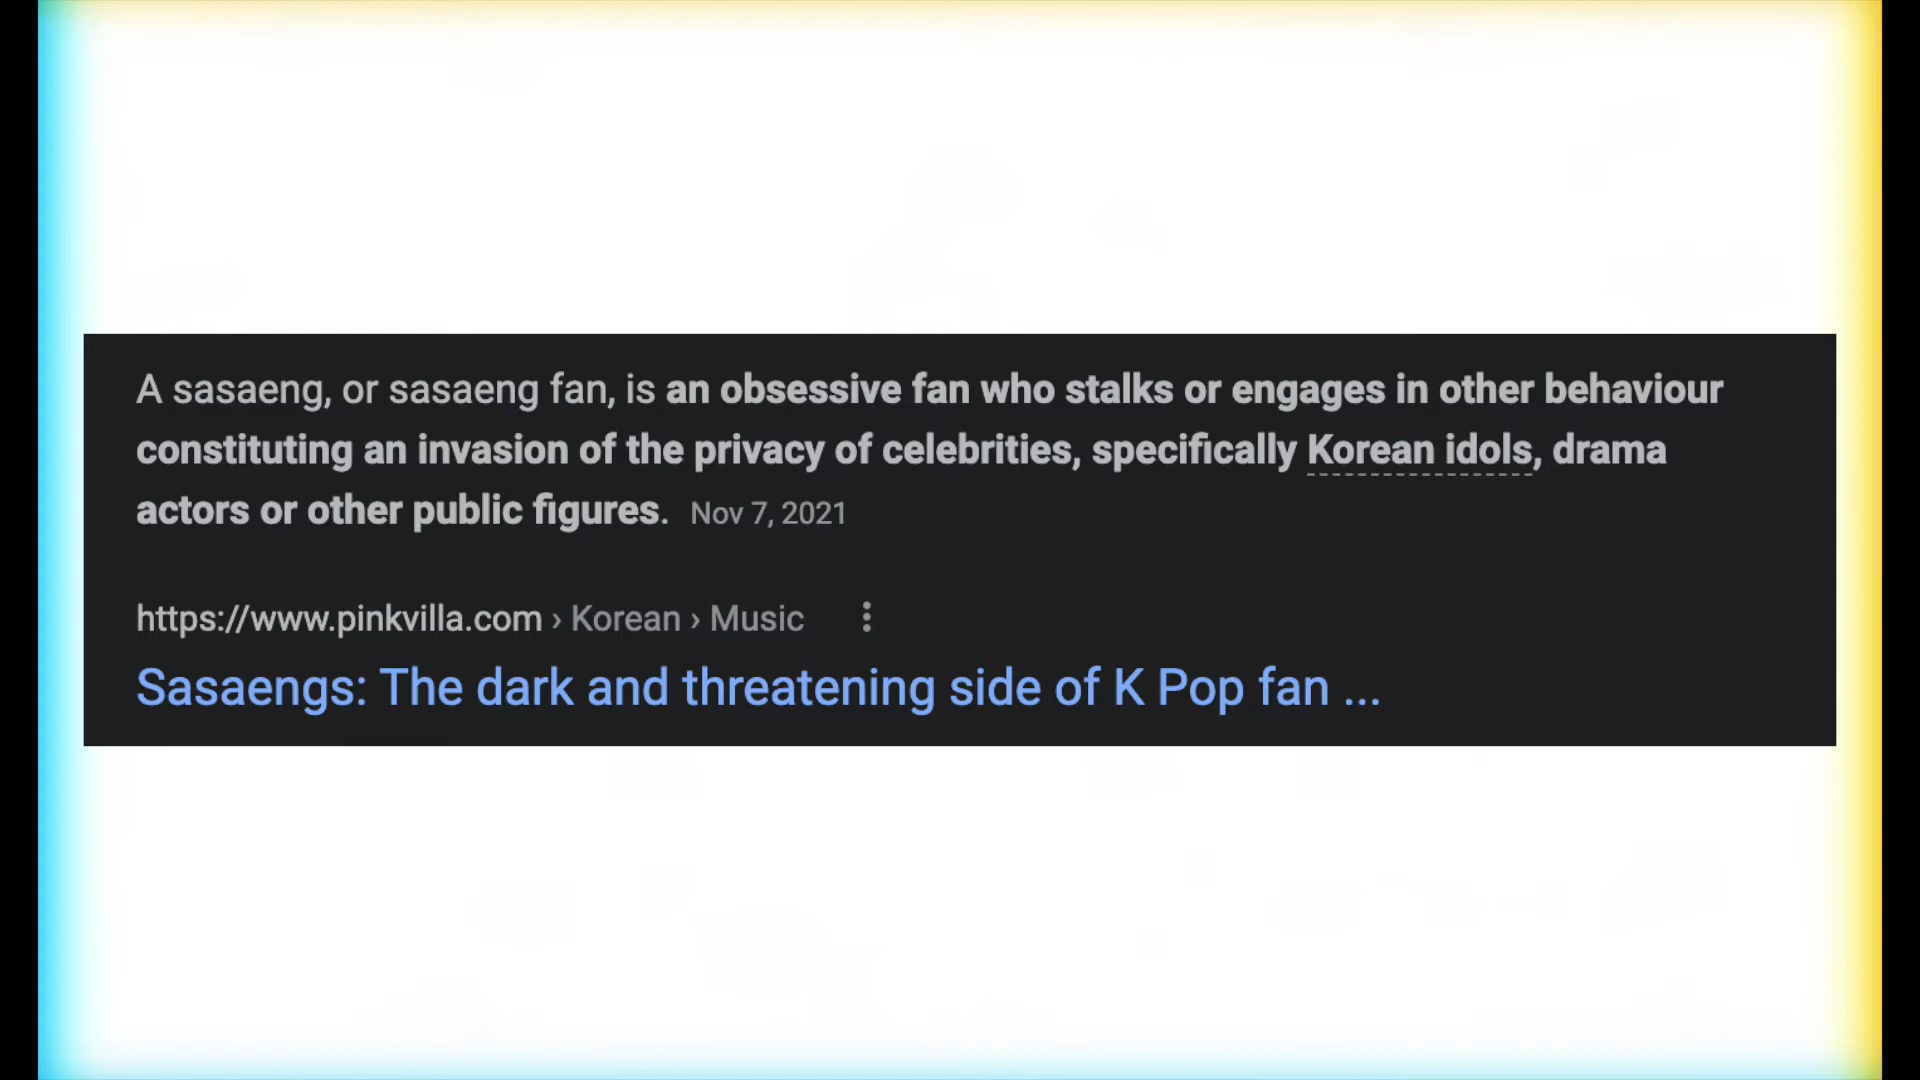 A sasaeng, or sasaeng fan, is an obsessive fan who stalks or engages in other behaviour
constituting an invasion of the privacy of celebrities, specifically Korean idols, drama
actors or other public figures. Nov 7, 2021
https://www.pinkvilla.com › Korean › Music
Sasaengs: The dark and threatening side of K Pop fan ...